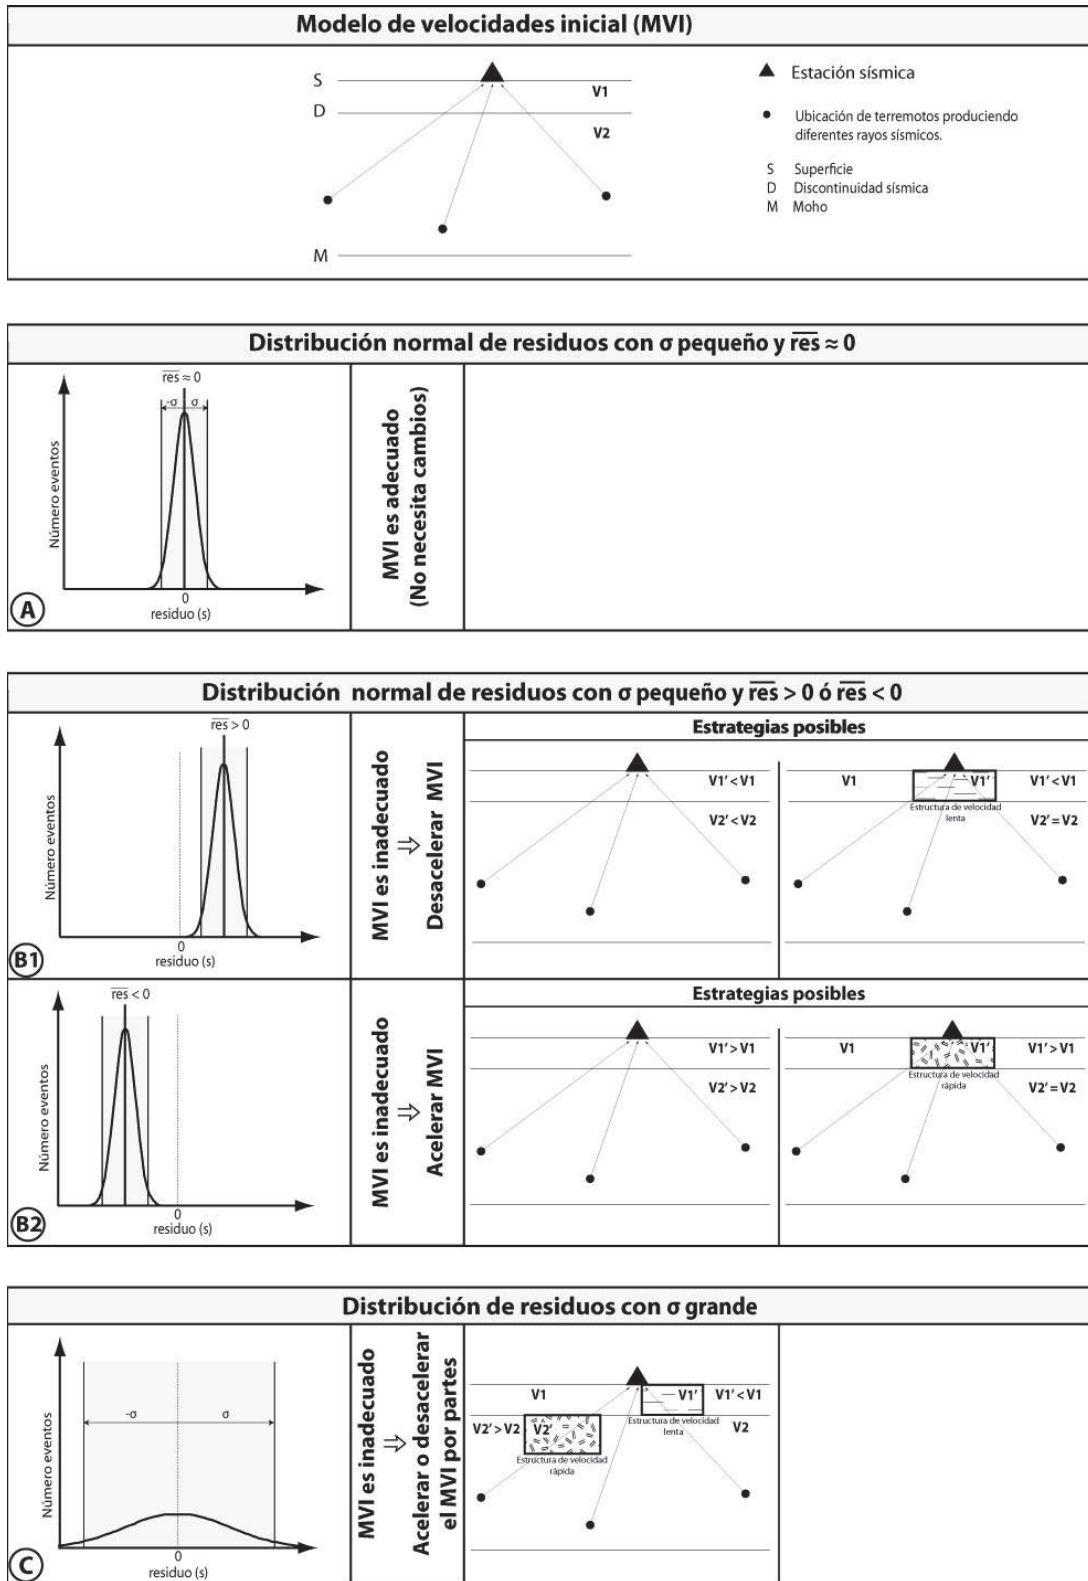 Modelo de velocidades inicial (MVI)
S
D
M
V1
V2
Estación sísmica
Ubicación de terremotos produciendo
diferentes rayos sísmicos.
S Superficie
D Discontinuidad sísmica
M Moho
Distribución normal de residuos con σ pequeño y res ≈ 0
res ≈ 0
-σ σ
Número eventos
0
residuo (s)
A
MVI es adecuado
(No necesita cambios)
Distribución normal de residuos con σ pequeño y res > 0 ó res < 0
res > 0
Número eventos
0
residuo (s)
B1
MVI es inadecuado
⇒
Desacelerar MVI
Estrategias posibles
V1' < V1
V2' < V2
V1
V1'
V1' < V1
Estructura de velocidad
lenta
V2' = V2
res < 0
Número eventos
0
residuo (s)
B2
MVI es inadecuado
⇒
Acelerar MVI
Estrategias posibles
V1' > V1
V2' > V2
V1
V1'
V1' > V1
Estructura de velocidad
rápida
V2' = V2
Distribución de residuos con σ grande
-σ σ
Número eventos
0
residuo (s)
C
MVI es inadecuado
⇒
Acelerar o desacelerar
el MVI por partes
V1
V1'
V1' < V1
Estructura de velocidad
lenta
V2' > V2
V2'
V2
Estructura de velocidad
rápida